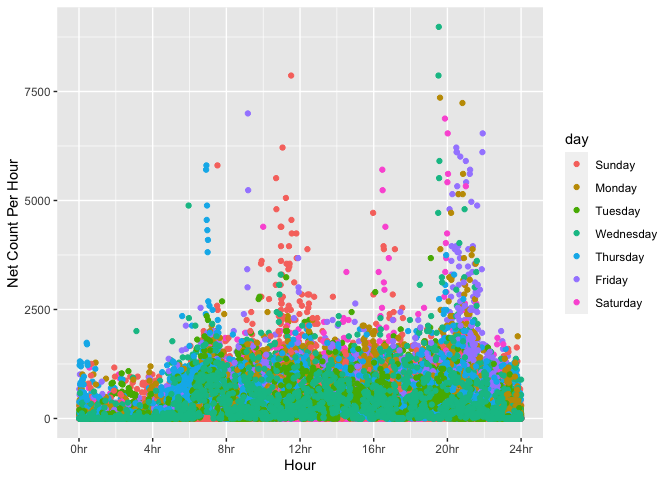 Net Count Per Hour
7500
5000
2500
0
0hr 4hr 8hr 12hr 16hr 20hr 24hr
Hour
day
Sunday
Monday
Tuesday
Wednesday
Thursday
Friday
Saturday